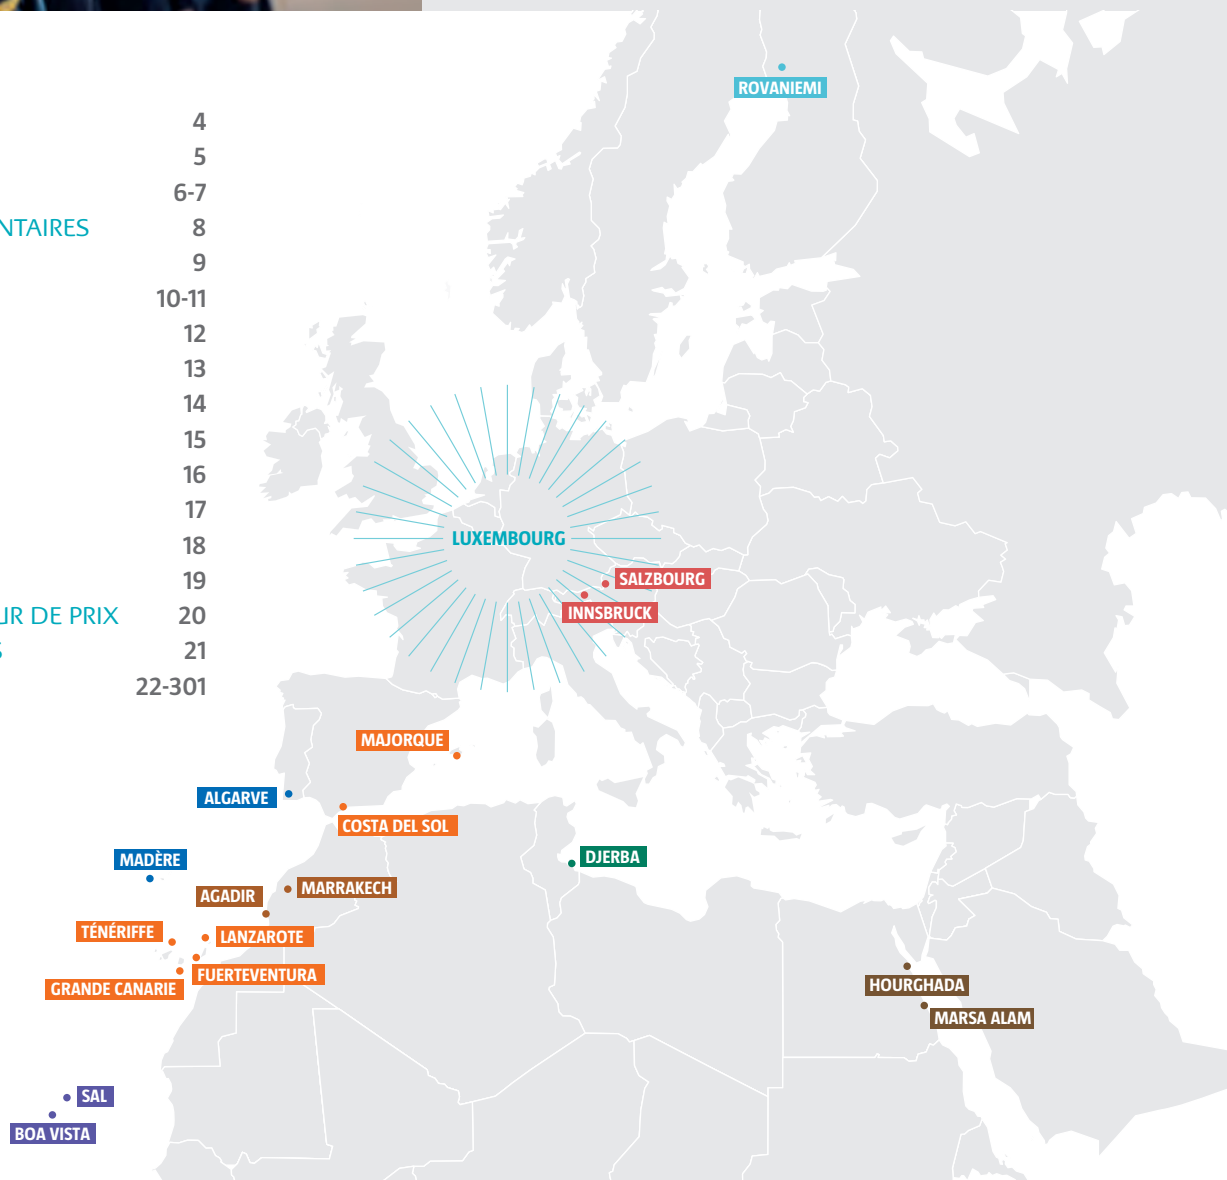 4
5
6-7
NTAIRES 8
9
10-11
12
13
14
15
16
17
18
19
UR DE PRIX 20
S 21
22-301
ROVANIEMI
LUXEMBOURG
SALZBOURG
INNSBRUCK
MAJORQUE
ALGARVE
COSTA DEL SOL
MADÈRE
DJERBA
AGADIR
MARRAKECH
TÉNÉRIFFE
LANZAROTE
FUERTEVENTURA
GRANDE CANARIE
HOURGHADA
MARSA ALAM
SAL
BOA VISTA